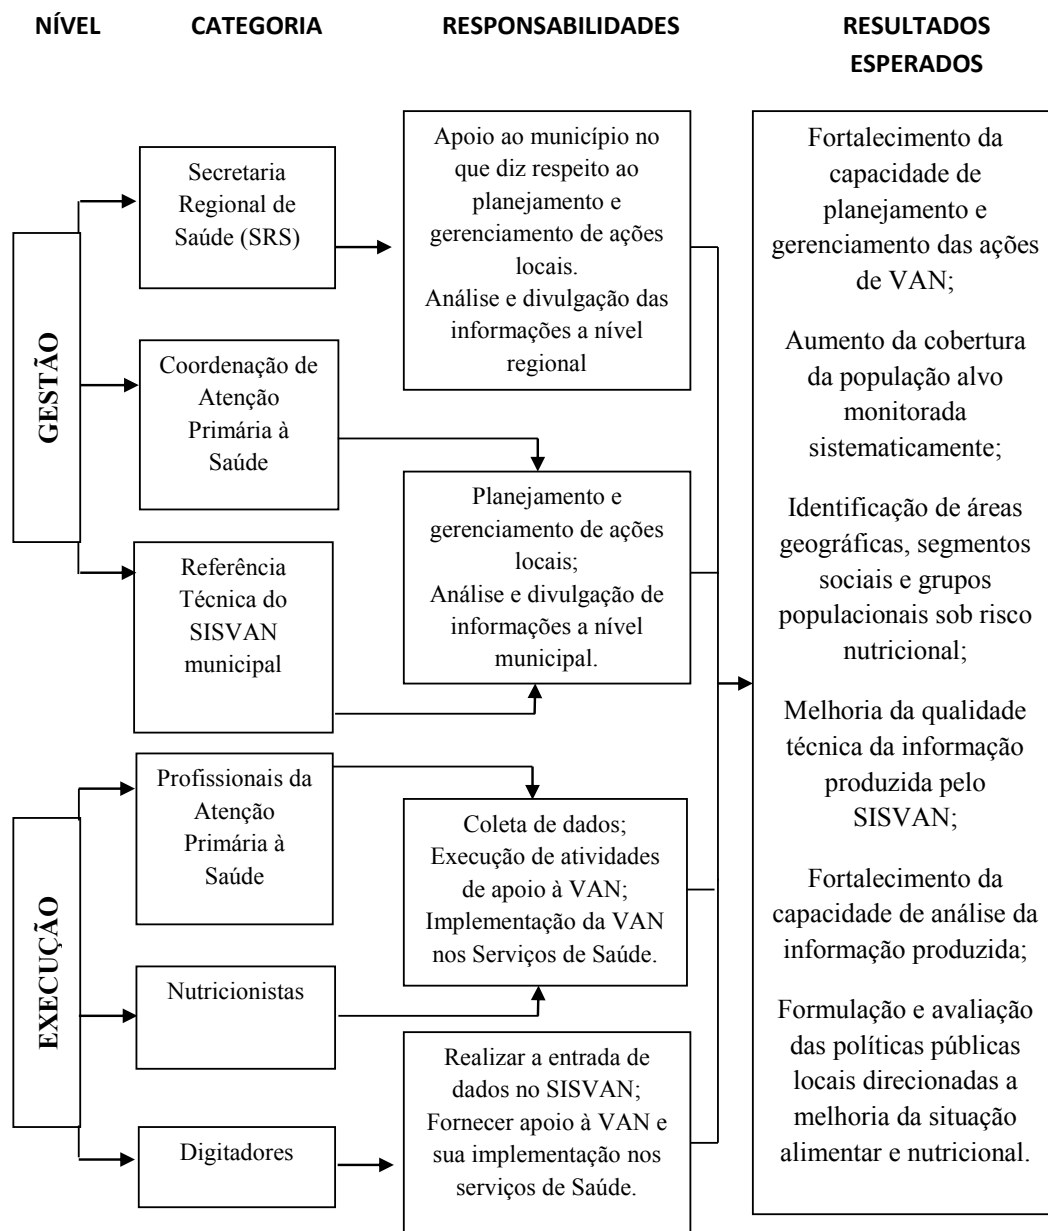 NÍVEL
CATEGORIA
RESPONSABILIDADES
RESULTADOS
ESPERADOS
GESTÃO
Secretaria
Regional de
Saúde (SRS)
Coordenação de
Atenção
Primária à
Saúde
Referência
Técnica do
SISVAN
municipal
Apoio ao município no
que diz respeito ao
planejamento e
gerenciamento de ações
locais.
Análise e divulgação das
informações a nível
regional
Planejamento e
gerenciamento de ações
locais;
Análise e divulgação de
informações a nível
municipal.
EXECUÇÃO
Profissionais da
Atenção
Primária à
Saúde
Nutricionistas
Digitadores
Coleta de dados;
Execução de atividades
de apoio à VAN;
Implementação da VAN
nos Serviços de Saúde.
Realizar a entrada de
dados no SISVAN;
Fornecer apoio à VAN e
sua implementação nos
serviços de Saúde.
Fortalecimento da
capacidade de
planejamento e
gerenciamento das ações
de VAN;
Aumento da cobertura
da população alvo
monitorada
sistematicamente;
Identificação de áreas
geográficas, segmentos
sociais e grupos
populacionais sob risco
nutricional;
Melhoria da qualidade
técnica da informação
produzida pelo
SISVAN;
Fortalecimento da
capacidade de análise da
informação produzida;
Formulação e avaliação
das políticas públicas
locais direcionadas a
melhoria da situação
alimentar e nutricional.